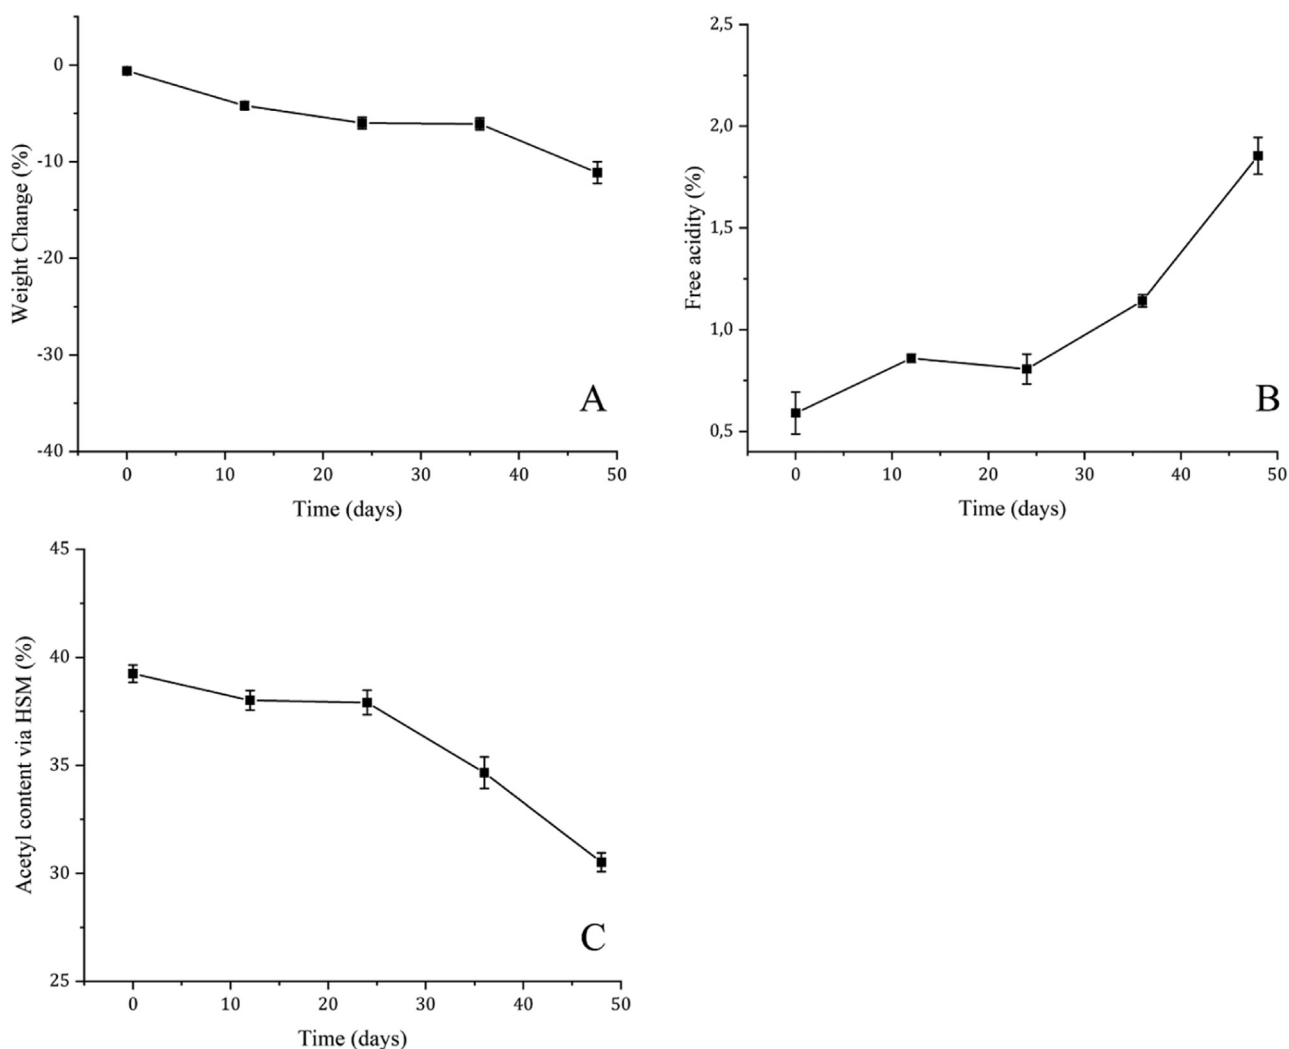 0
-10
-20
-30
-40
Weight Change (%)
0 10 20 30 40 50
Time (days)
A
2,5
2,0
1,5
1,0
0,5
Free acidity (%)
0 10 20 30 40 50
Time (days)
B
45
40
35
30
25
Acetyl content via HSM (%)
0 10 20 30 40 50
Time (days)
C